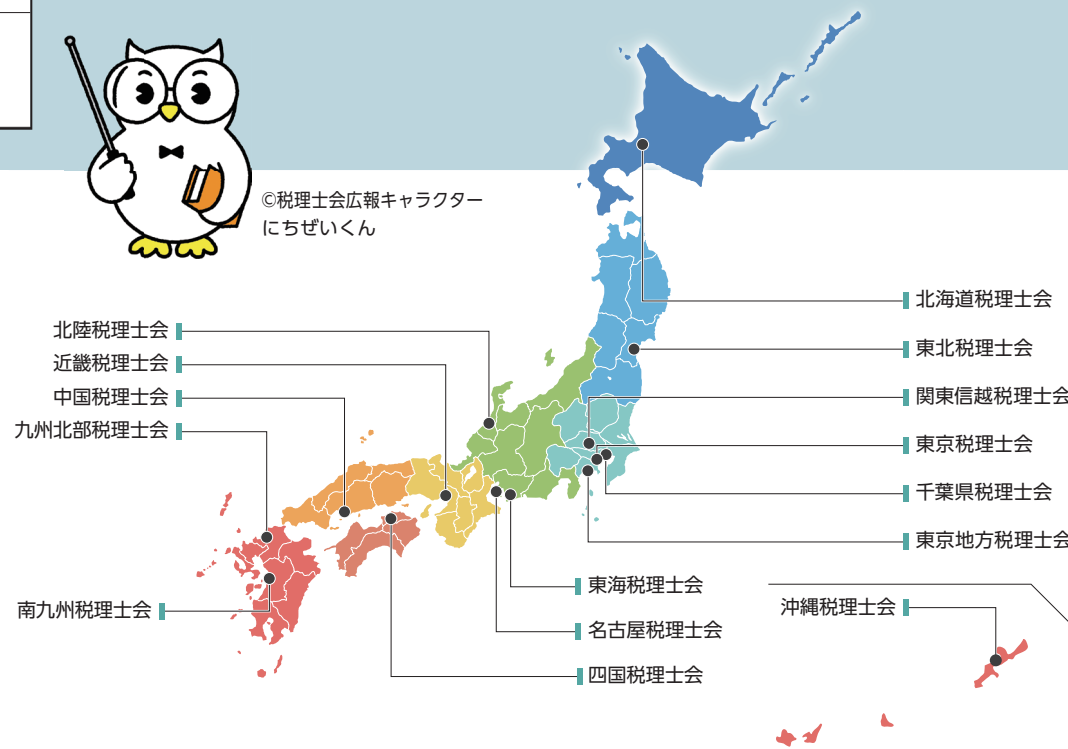 ©税理士会広報キャラクター
にちぜいくん
北海道税理士会
東北税理士会
関東信越税理士会
東京税理士会
千葉県税理士会
東京地方税理士会
北陸税理士会
近畿税理士会
中国税理士会
九州北部税理士会
南九州税理士会
東海税理士会
名古屋税理士会
四国税理士会
沖縄税理士会